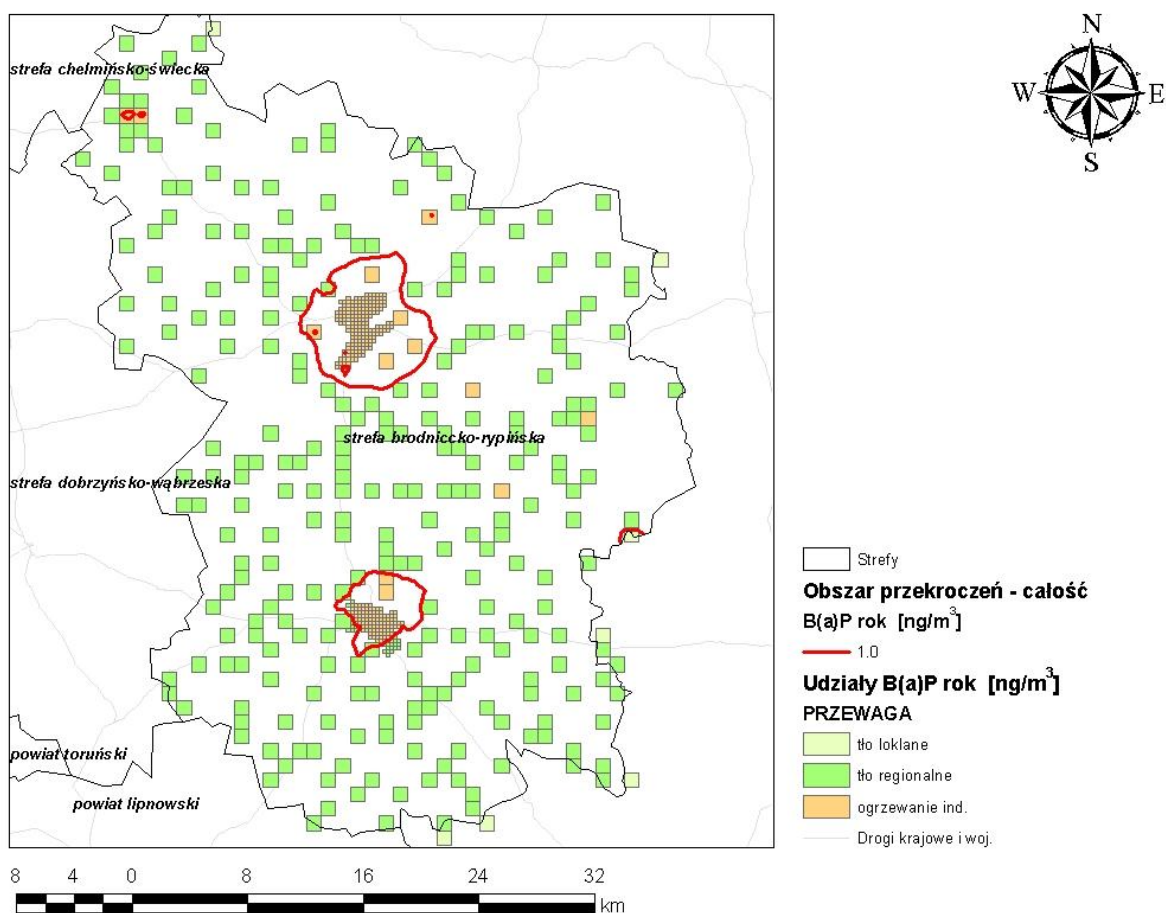 N
W
E
S
strefa chełmińsko-świecka
strefa brodniccko-rypińska
strefa dobrzyńsko-wąbrzeska
powiat toruński
powiat lipnowski
Strefy
Obszar przekroczeń - całość
B(a)P rok [ng/m³]
1.0
Udziały B(a)P rok [ng/m³]
PRZEWAGA
tło loklane
tło regionalne
ogrzewanie ind.
Drogi krajowe i woj.
8 4 0 8 16 24 32
km